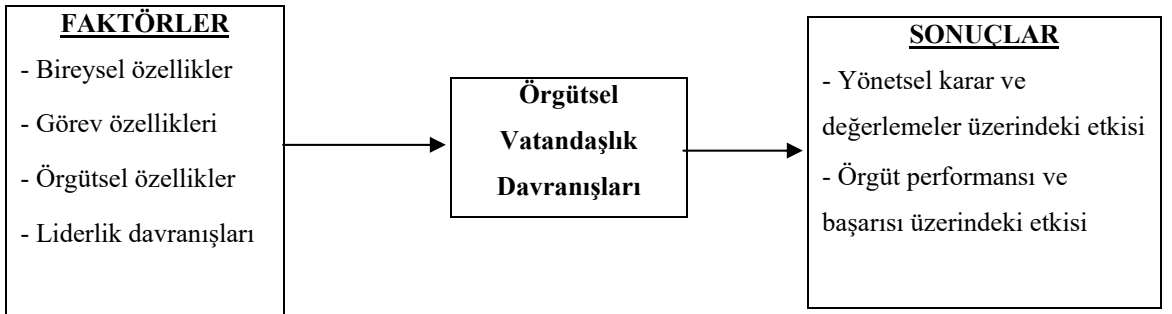 FAKTÖRLER
- Bireysel özellikler
- Görev özellikleri
- Örgütsel özellikler
- Liderlik davranışları
Örgütsel
Vatandaşlık
Davranışları
SONUÇLAR
- Yönetsel karar ve
değerlemeler üzerindeki etkisi
- Örgüt performansı ve
başarısı üzerindeki etkisi